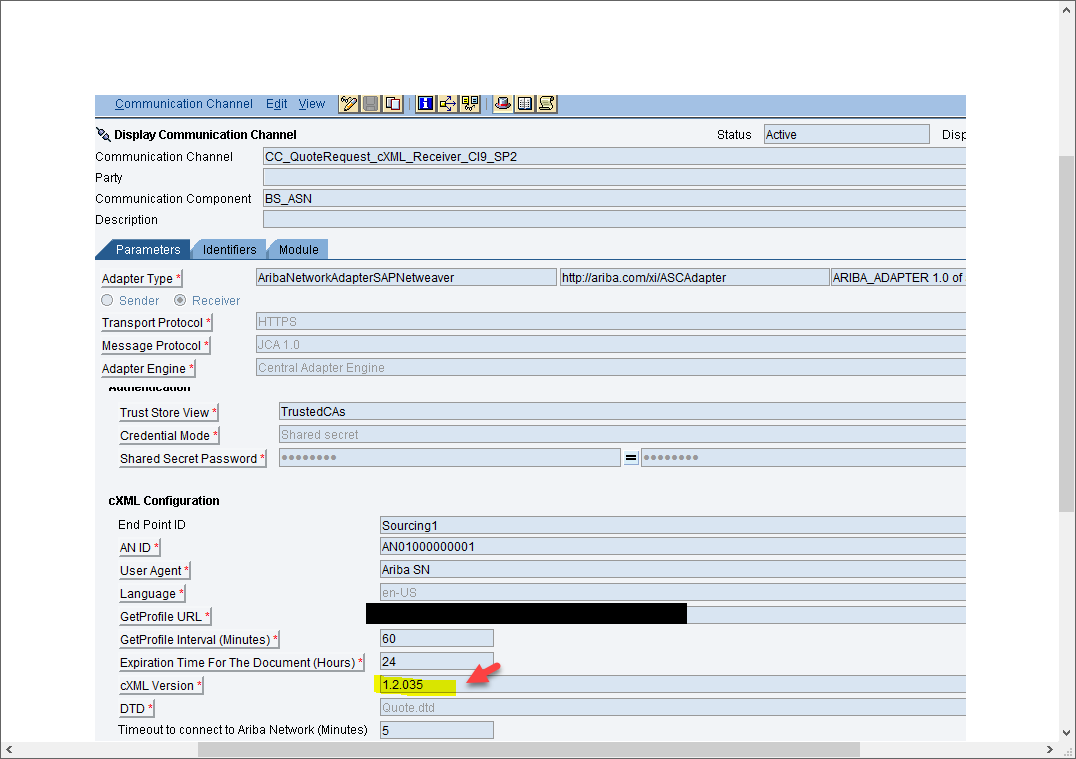 Communication Channel Edit View
Display Communication Channel Status Active Disp
Communication Channel CC_QuoteRequest_cXML_Receiver_CI9_SP2
Party
Communication Component BS_ASN
Description
Parameters Identifiers Module
Adapter Type * AribaNetworkAdapterSAPNetweaver http://ariba.com/xi/ASCAdapter ARIBA_ADAPTER 1.0 of
Sender Receiver
Transport Protocol * HTTPS
Message Protocol * JCA 1.0
Adapter Engine * Central Adapter Engine
Authentication
Trust Store View * TrustedCAs
Credential Mode * Shared secret
Shared Secret Password * ●●●●●●●● = ●●●●●●●●
cXML Configuration
End Point ID Sourcing1
AN ID * AN01000000001
User Agent * Ariba SN
Language * en-US
GetProfile URL *
GetProfile Interval (Minutes) * 60
Expiration Time For The Document (Hours) * 24
cXML Version * 1.2.035
DTD * Quote.dtd
Timeout to connect to Ariba Network (Minutes) 5